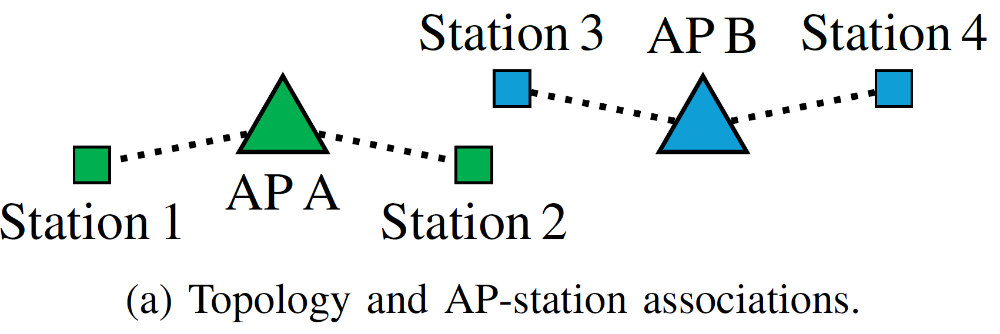 Station 3 AP B Station 4
AP A
Station 1 Station 2
(a) Topology and AP-station associations.